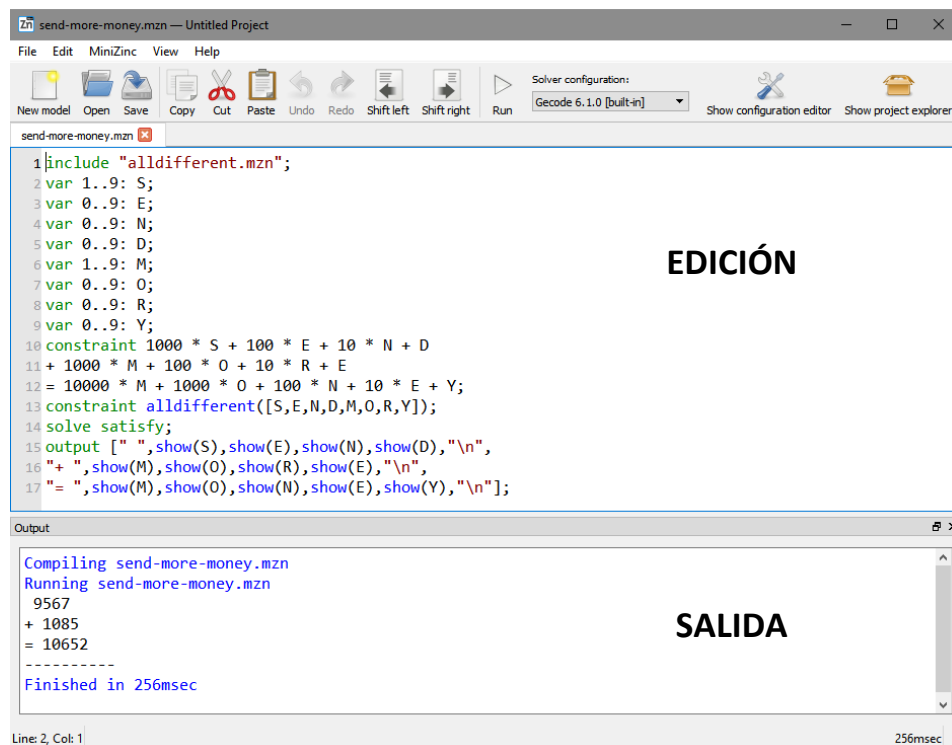 send-more-money.mzn — Untitled Project
File Edit MiniZinc View Help
Solver configuration:
Gecode 6.1.0 [built-in]
New model Open Save Copy Cut Paste Undo Redo Shift left Shift right Run Show configuration editor Show project explorer
send-more-money.mzn
1 include "alldifferent.mzn";
2 var 1..9: S;
3 var 0..9: E;
4 var 0..9: N;
5 var 0..9: D;
6 var 1..9: M;
7 var 0..9: O;
8 var 0..9: R;
9 var 0..9: Y;
10 constraint 1000 * S + 100 * E + 10 * N + D
11 + 1000 * M + 100 * O + 10 * R + E
12 = 10000 * M + 1000 * O + 100 * N + 10 * E + Y;
13 constraint alldifferent([S,E,N,D,M,O,R,Y]);
14 solve satisfy;
15 output [" ",show(S),show(E),show(N),show(D),"\n",
16 "+ ",show(M),show(O),show(R),show(E),"\n",
17 "= ",show(M),show(O),show(N),show(E),show(Y),"\n"];
EDICIÓN
Output
Compiling send-more-money.mzn
Running send-more-money.mzn
9567
+ 1085
= 10652
----------
Finished in 256msec
SALIDA
Line: 2, Col: 1
256msec